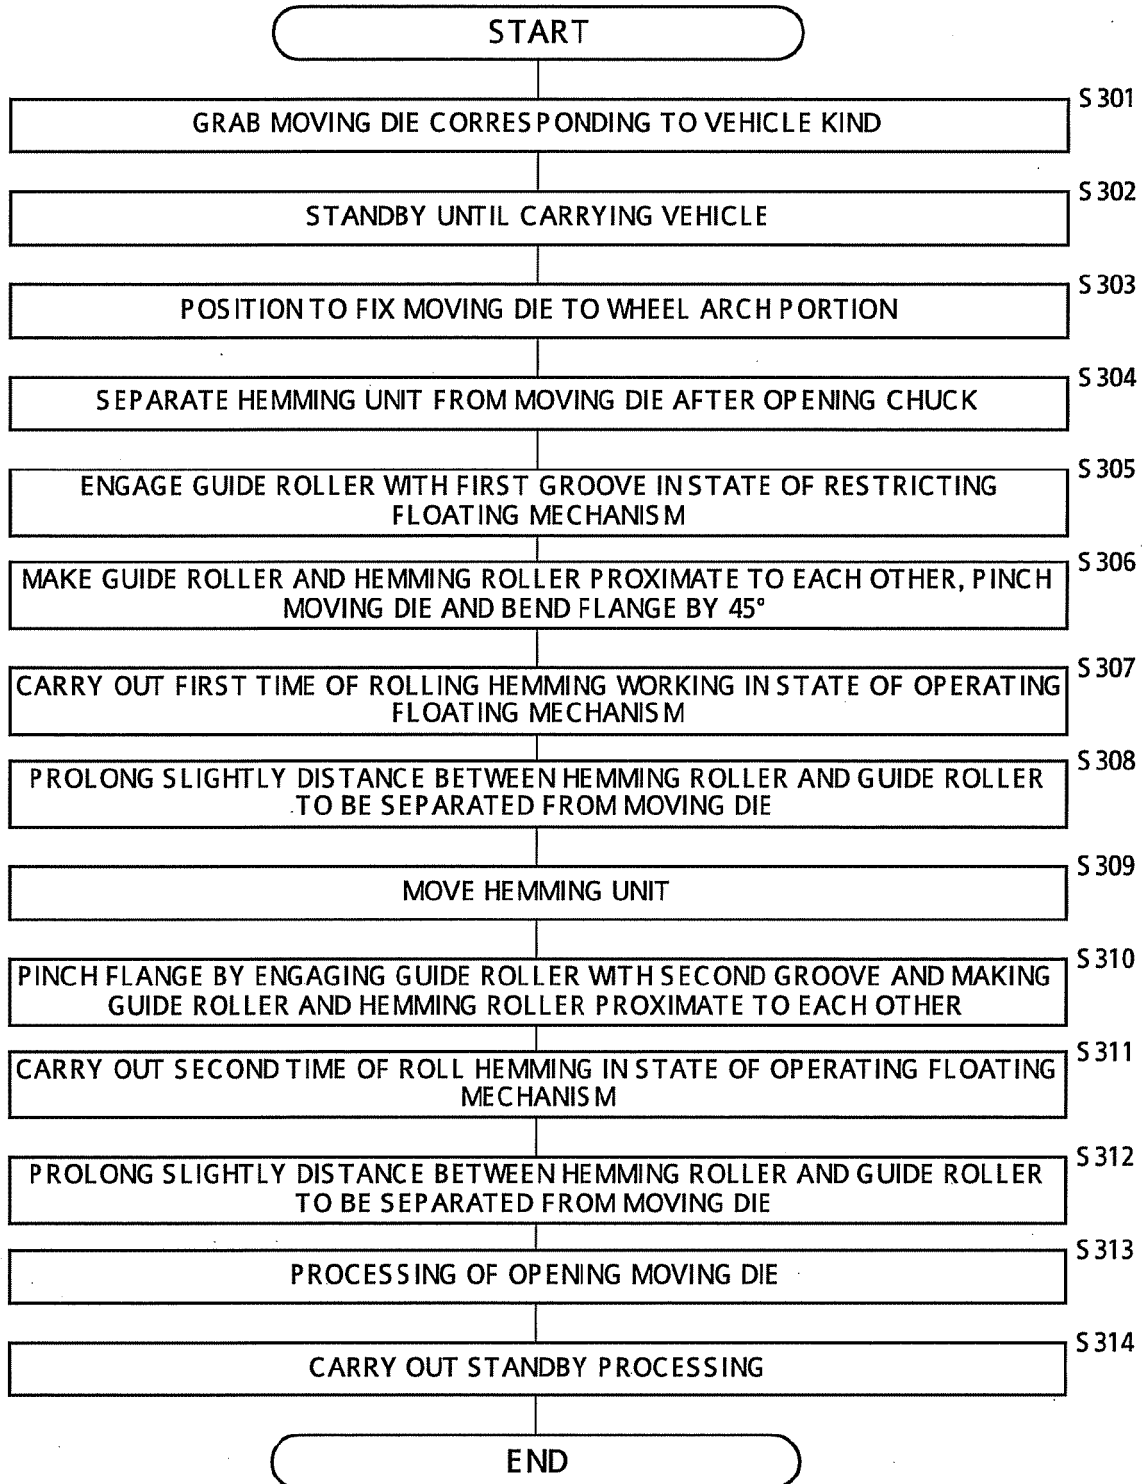 START
S301
GRAB MOVING DIE CORRESPONDING TO VEHICLE KIND
S302
STANDBY UNTIL CARRYING VEHICLE
S303
POSITION TO FIX MOVING DIE TO WHEEL ARCH PORTION
S304
SEPARATE HEMMING UNIT FROM MOVING DIE AFTER OPENING CHUCK
S305
ENGAGE GUIDE ROLLER WITH FIRST GROOVE IN STATE OF RESTRICTING
FLOATING MECHANISM
S306
MAKE GUIDE ROLLER AND HEMMING ROLLER PROXIMATE TO EACH OTHER, PINCH
MOVING DIE AND BEND FLANGE BY 45°
S307
CARRY OUT FIRST TIME OF ROLLING HEMMING WORKING IN STATE OF OPERATING
FLOATING MECHANISM
S308
PROLONG SLIGHTLY DISTANCE BETWEEN HEMMING ROLLER AND GUIDE ROLLER
TO BE SEPARATED FROM MOVING DIE
S309
MOVE HEMMING UNIT
S310
PINCH FLANGE BY ENGAGING GUIDE ROLLER WITH SECOND GROOVE AND MAKING
GUIDE ROLLER AND HEMMING ROLLER PROXIMATE TO EACH OTHER
S311
CARRY OUT SECOND TIME OF ROLL HEMMING IN STATE OF OPERATING FLOATING
MECHANISM
S312
PROLONG SLIGHTLY DISTANCE BETWEEN HEMMING ROLLER AND GUIDE ROLLER
TO BE SEPARATED FROM MOVING DIE
S313
PROCESSING OF OPENING MOVING DIE
S314
CARRY OUT STANDBY PROCESSING
END